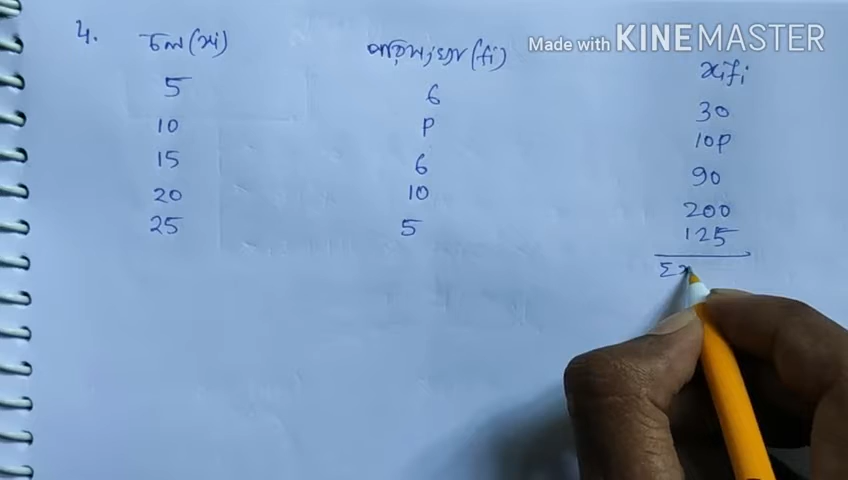 4. চল (xi) (fi)
Made with KINEMASTER
xifi
5 6 30
10 P 10P
15 6 90
20 10 200
25 5 125
Σx